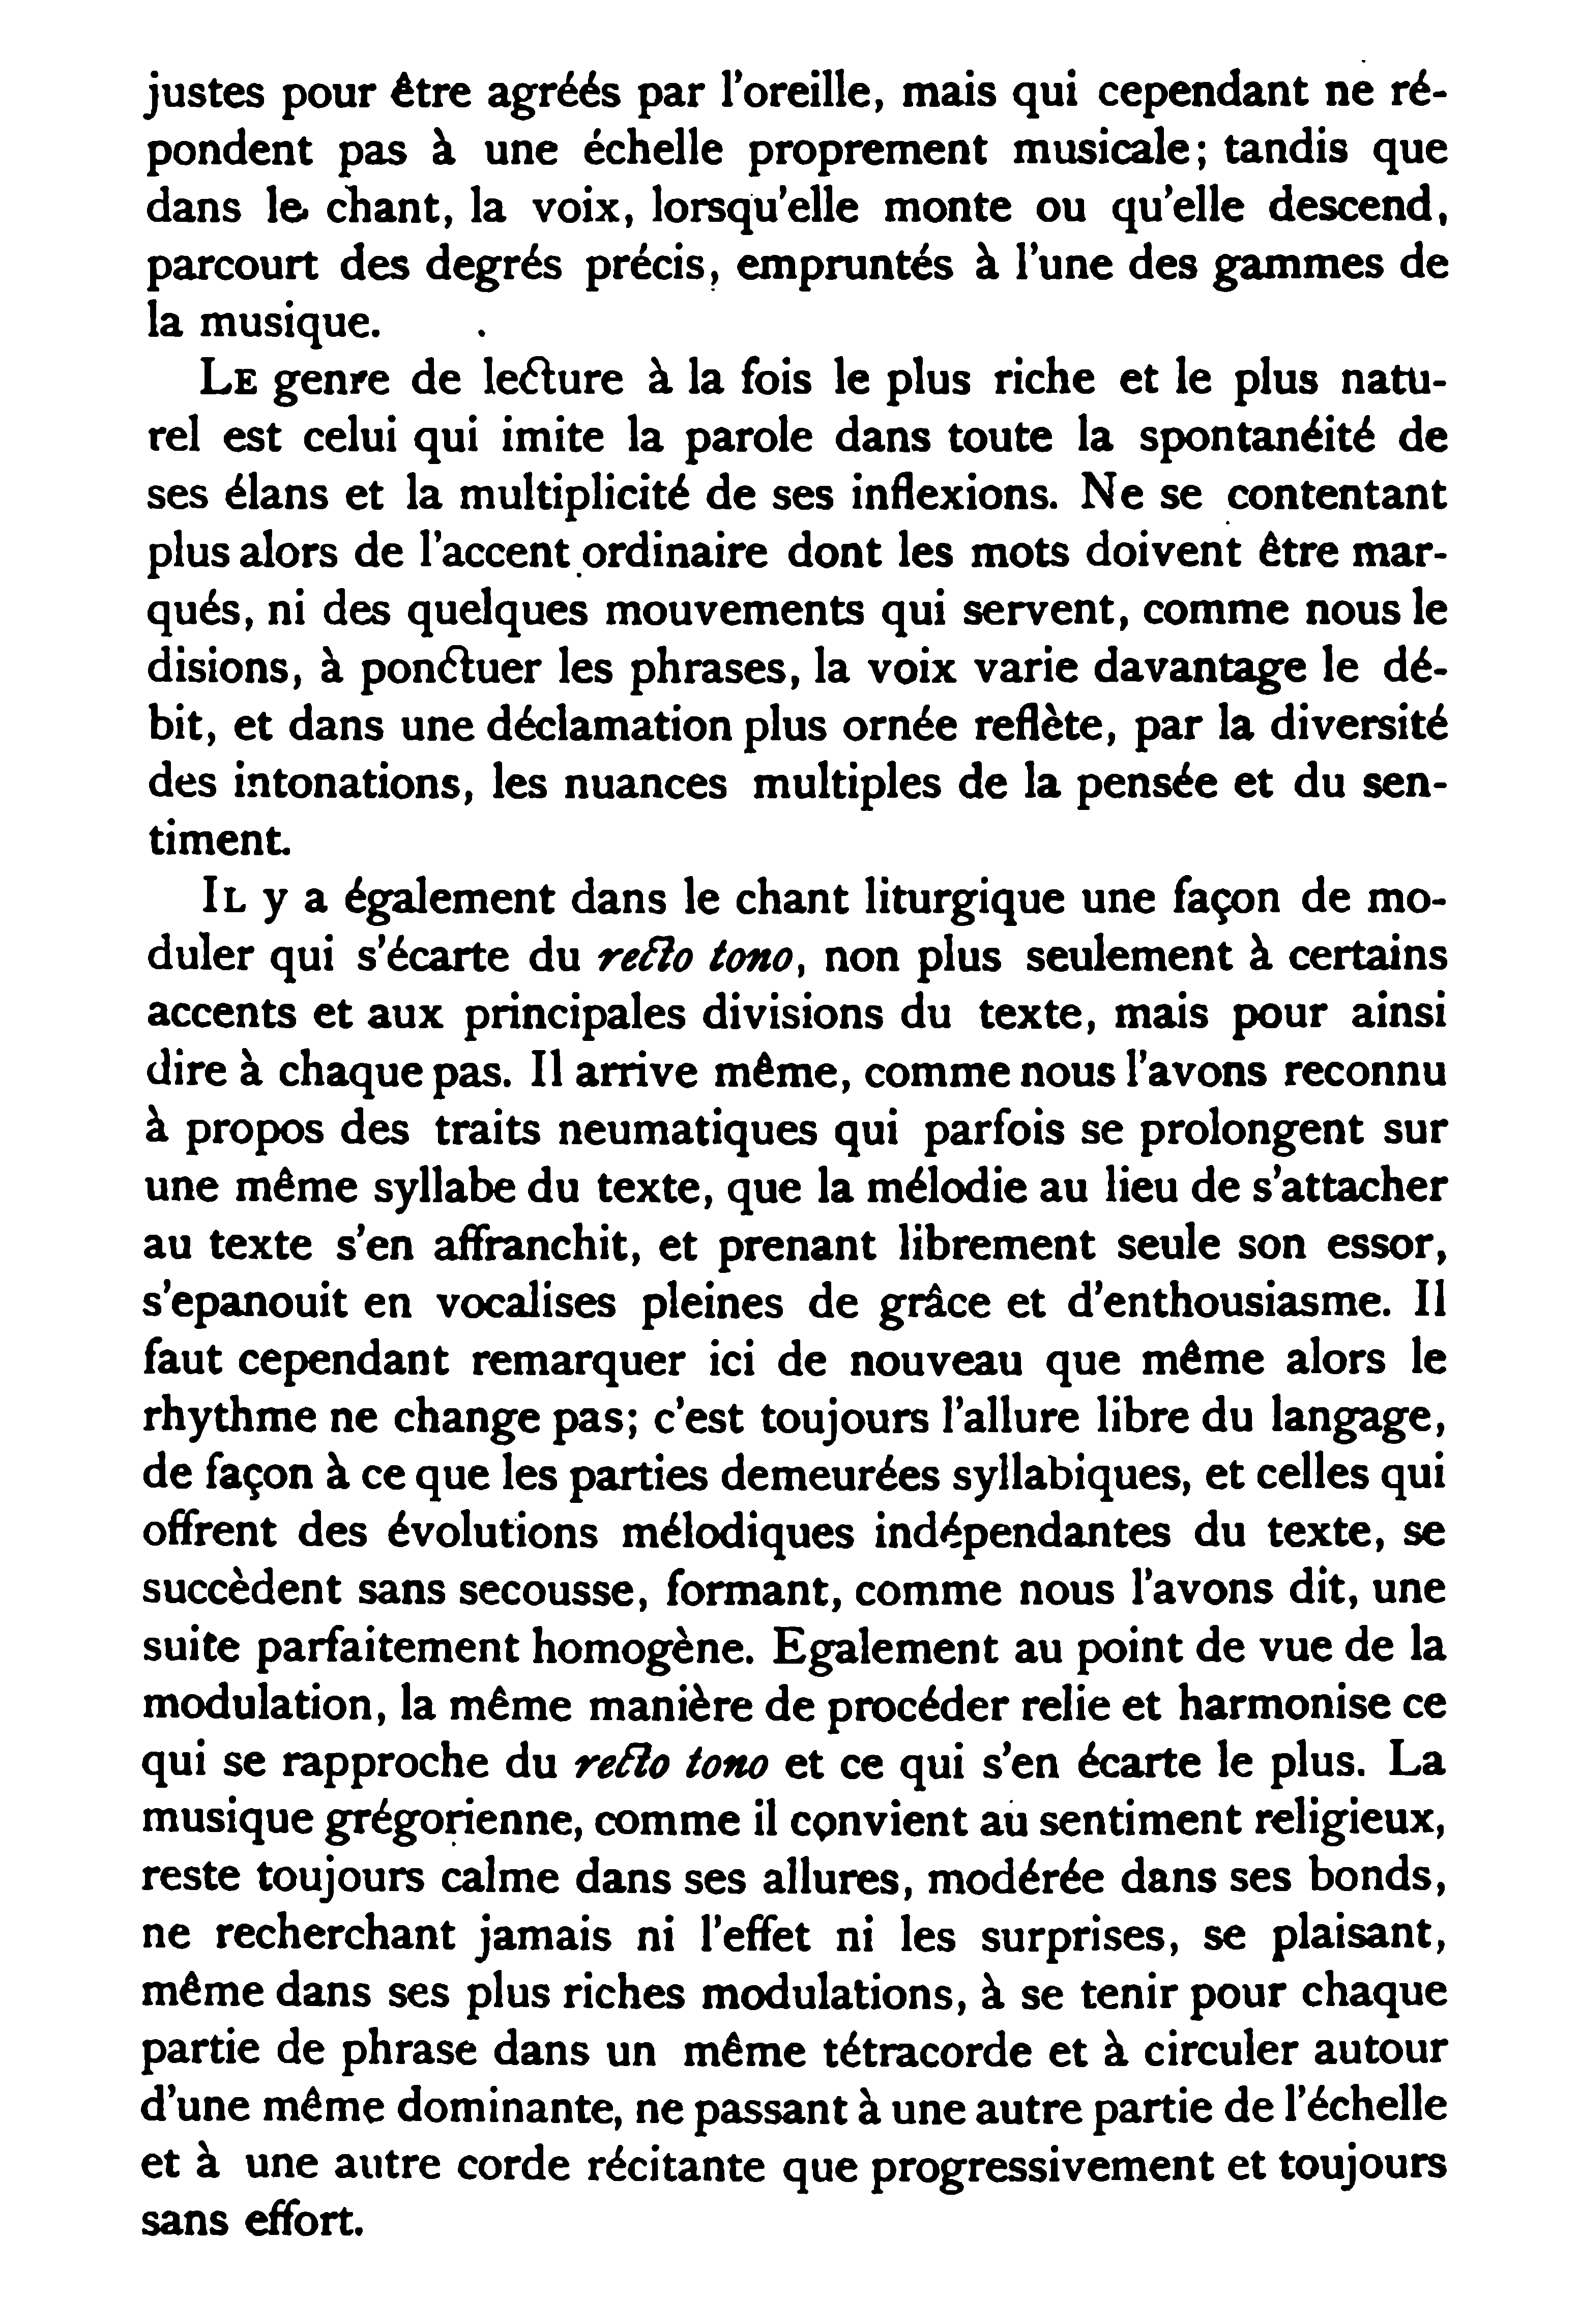 justes pour être agréés par l'oreille, mais qui cependant ne ré-
pondent pas à une échelle proprement musicale; tandis que
dans le chant, la voix, lorsqu'elle monte ou qu'elle descend,
parcourt des degrés précis, empruntés à l'une des gammes de
la musique.
LE genre de lecture à la fois le plus riche et le plus natu-
rel est celui qui imite la parole dans toute la spontanéité de
ses élans et la multiplicité de ses inflexions. Ne se contentant
plus alors de l'accent ordinaire dont les mots doivent être mar-
qués, ni des quelques mouvements qui servent, comme nous le
disions, à ponctuer les phrases, la voix varie davantage le dé-
bit, et dans une déclamation plus ornée reflète, par la diversité
des intonations, les nuances multiples de la pensée et du sen-
timent.
IL y a également dans le chant liturgique une façon de mo-
duler qui s'écarte du recto tono, non plus seulement à certains
accents et aux principales divisions du texte, mais pour ainsi
dire à chaque pas. Il arrive même, comme nous l'avons reconnu
à propos des traits neumatiques qui parfois se prolongent sur
une même syllabe du texte, que la mélodie au lieu de s'attacher
au texte s'en affranchit, et prenant librement seule son essor,
s'epanouit en vocalises pleines de grâce et d'enthousiasme. Il
faut cependant remarquer ici de nouveau que même alors le
rhythme ne change pas; c'est toujours l'allure libre du langage,
de façon à ce que les parties demeurées syllabiques, et celles qui
offrent des évolutions mélodiques indépendantes du texte, se
succèdent sans secousse, formant, comme nous l'avons dit, une
suite parfaitement homogène. Egalement au point de vue de la
modulation, la même manière de procéder relie et harmonise ce
qui se rapproche du recto tono et ce qui s'en écarte le plus. La
musique grégorienne, comme il convient au sentiment religieux,
reste toujours calme dans ses allures, modérée dans ses bonds,
ne recherchant jamais ni l'effet ni les surprises, se plaisant,
même dans ses plus riches modulations, à se tenir pour chaque
partie de phrase dans un même tétracorde et à circuler autour
d'une même dominante, ne passant à une autre partie de l'échelle
et à une autre corde récitante que progressivement et toujours
sans effort.